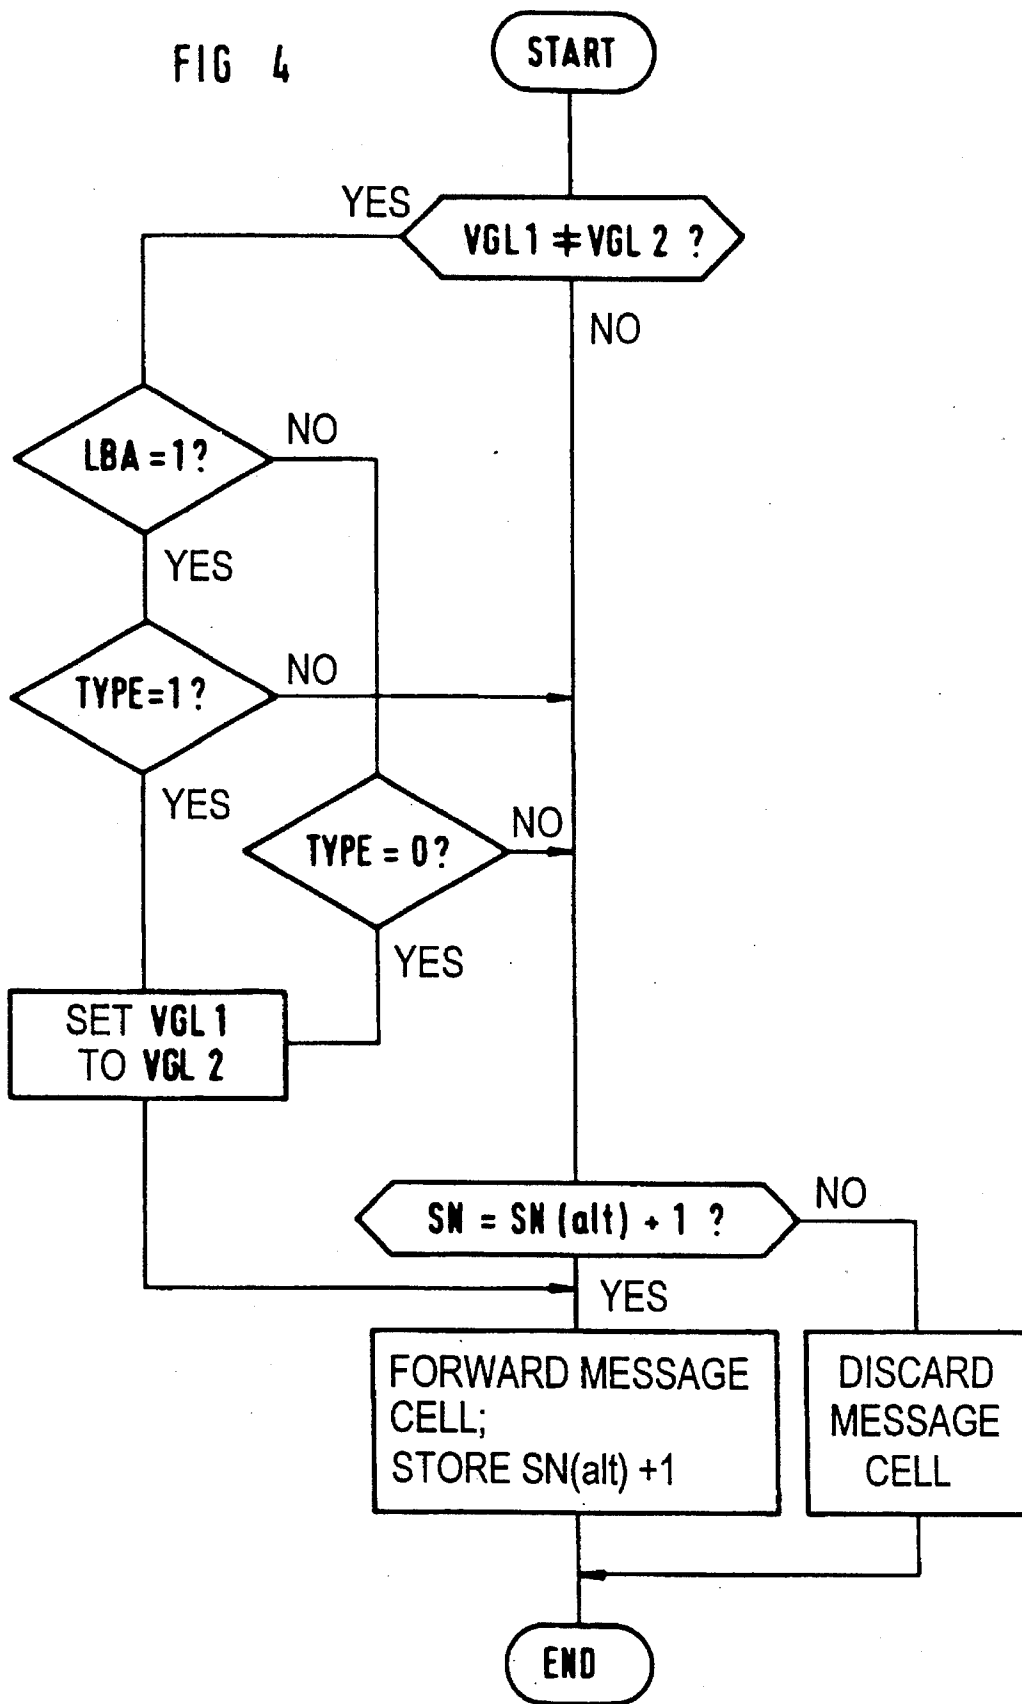 FIG 4
START
YES
VGL1 ≠ VGL 2 ?
NO
LBA = 1?
NO
YES
TYPE=1?
NO
YES
TYPE = 0?
NO
YES
SET VGL 1
TO VGL 2
SN = SN (alt) + 1 ?
NO
YES
FORWARD MESSAGE
CELL;
STORE SN(alt) +1
DISCARD
MESSAGE
CELL
END